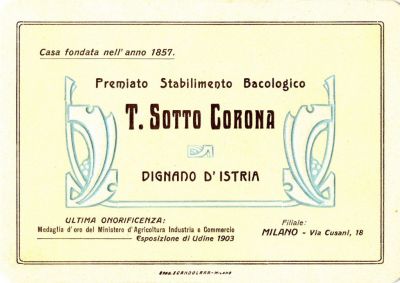 Casa fondata nell'anno 1857.
Premiato Stabilimento Bacologico
T. Sotto Corona
DIGNANO D'ISTRIA
ULTIMA ONORIFICENZA:
Medaglia d'oro del Ministero d'Agricoltura Industria e Commercio
Esposizione di Udine 1903
Filiale:
MILANO - Via Cusani, 18